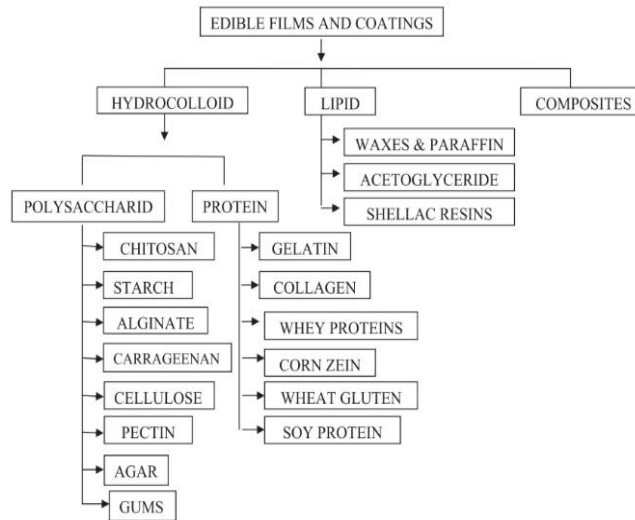 EDIBLE FILMS AND COATINGS
HYDROCOLLOID
LIPID
COMPOSITES
WAXES & PARAFFIN
ACETOGLYCERIDE
SHELLAC RESINS
POLYSACCHARID
PROTEIN
CHITOSAN
STARCH
ALGINATE
CARRAGEENAN
CELLULOSE
PECTIN
AGAR
GUMS
GELATIN
COLLAGEN
WHEY PROTEINS
CORN ZEIN
WHEAT GLUTEN
SOY PROTEIN